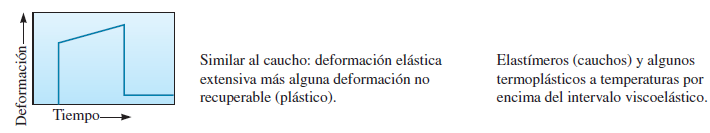 Deformación
Tiempo
Similar al caucho: deformación elástica
extensiva más alguna deformación no
recuperable (plástico).
Elastímeros (cauchos) y algunos
termoplásticos a temperaturas por
encima del intervalo viscoelástico.